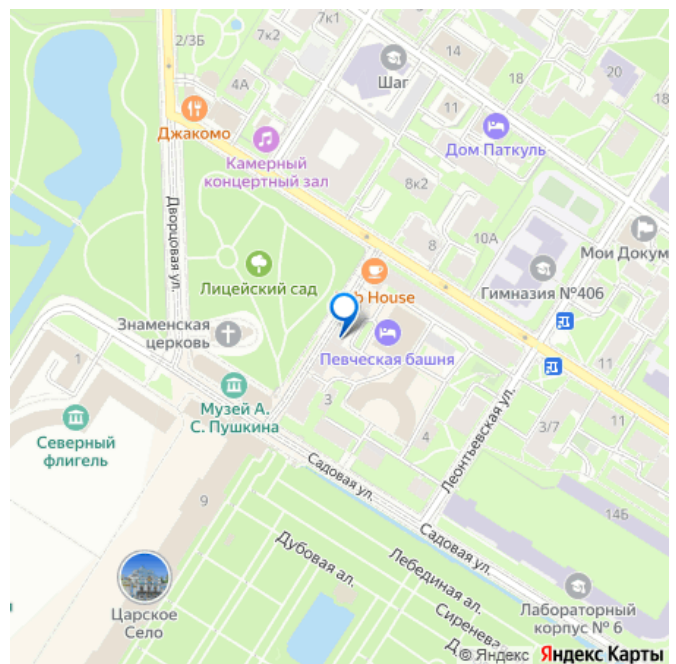 7к1
7к2
2/3Б
14
Шаг
18
20
18
4А
11
Джакомо
Дом Паткуль
Камерный
концертный зал
8к2
Дворцовая ул.
8
10А
Мои Докум
Лицейский сад
b House
Гимназия №406
Знаменская
церковь
Певческая башня
1
Музей А.
С. Пушкина
3
Северный
флигель
4
3/7
11
11
Леонтьевская ул.
Садовая ул.
9
14Б
Садовая ул.
Дубовая ал.
Лебединая ал.
Царское
Село
Сиренева
Лабораторный
корпус № 6
Д
© Яндекс Яндекс Карты